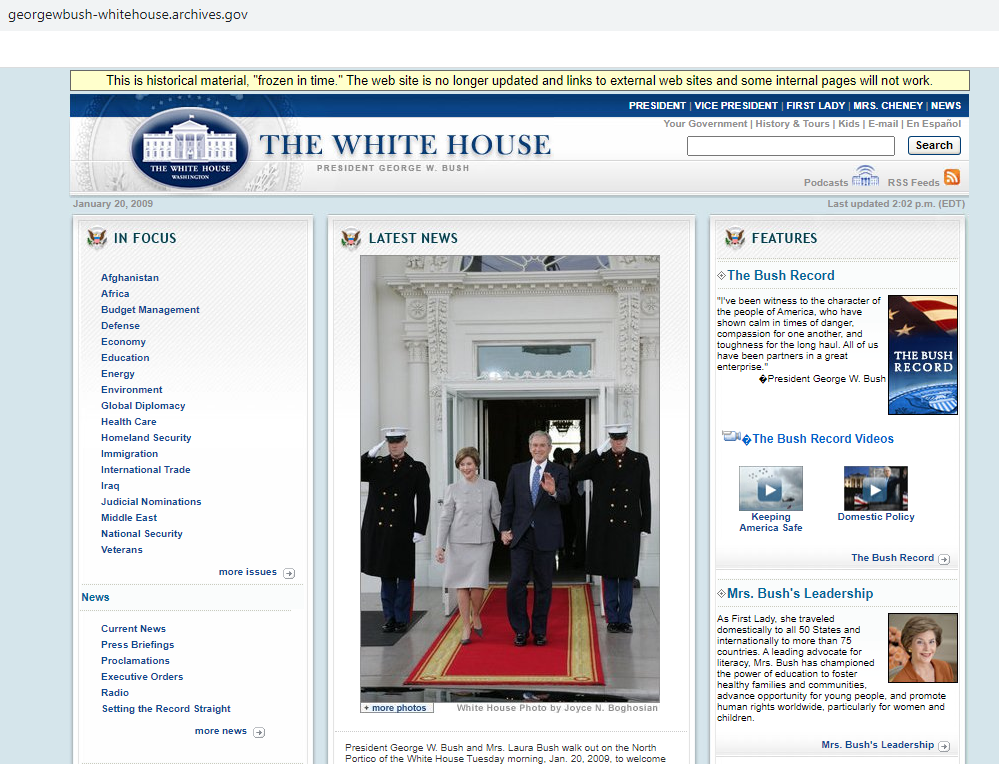 georgewbush-whitehouse.archives.gov
This is historical material, "frozen in time." The web site is no longer updated and links to external web sites and some internal pages will not work.
PRESIDENT | VICE PRESIDENT | FIRST LADY | MRS. CHENEY | NEWS
Your Government | History & Tours | Kids | E-mail | En Español
THE WHITE HOUSE
WASHINGTON
THE WHITE HOUSE
PRESIDENT GEORGE W. BUSH
Search
Podcasts RSS Feeds
January 20, 2009
Last updated 2:02 p.m. (EDT)
IN FOCUS
Afghanistan
Africa
Budget Management
Defense
Economy
Education
Energy
Environment
Global Diplomacy
Health Care
Homeland Security
Immigration
International Trade
Iraq
Judicial Nominations
Middle East
National Security
Veterans
more issues
News
Current News
Press Briefings
Proclamations
Executive Orders
Radio
Setting the Record Straight
more news
LATEST NEWS
+ more photos
White House Photo by Joyce N. Boghosian
President George W. Bush and Mrs. Laura Bush walk out on the North
Portico of the White House Tuesday morning, Jan. 20, 2009, to welcome
FEATURES
The Bush Record
"I've been witness to the character of
the people of America, who have
shown calm in times of danger,
compassion for one another, and
toughness for the long haul. All of us
have been partners in a great
enterprise."
�President George W. Bush
THE BUSH
RECORD
�The Bush Record Videos
Keeping
America Safe
Domestic Policy
The Bush Record
Mrs. Bush's Leadership
As First Lady, she traveled
domestically to all 50 States and
internationally to more than 75
countries. A leading advocate for
literacy, Mrs. Bush has championed
the power of education to foster
healthy families and communities,
advance opportunity for young people, and promote
human rights worldwide, particularly for women and
children.
Mrs. Bush's Leadership